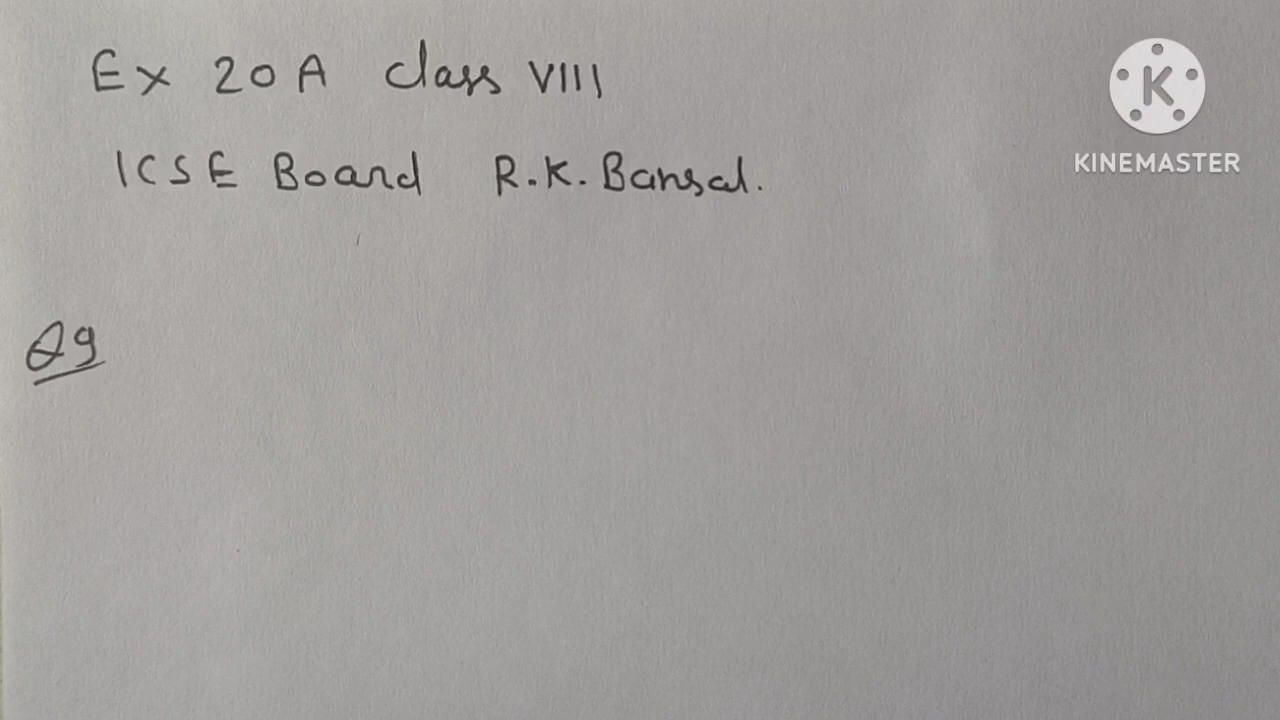 Ex 20A Class VIII
ICSE Board R.K. Bansal.
Q9
K
KINEMASTER